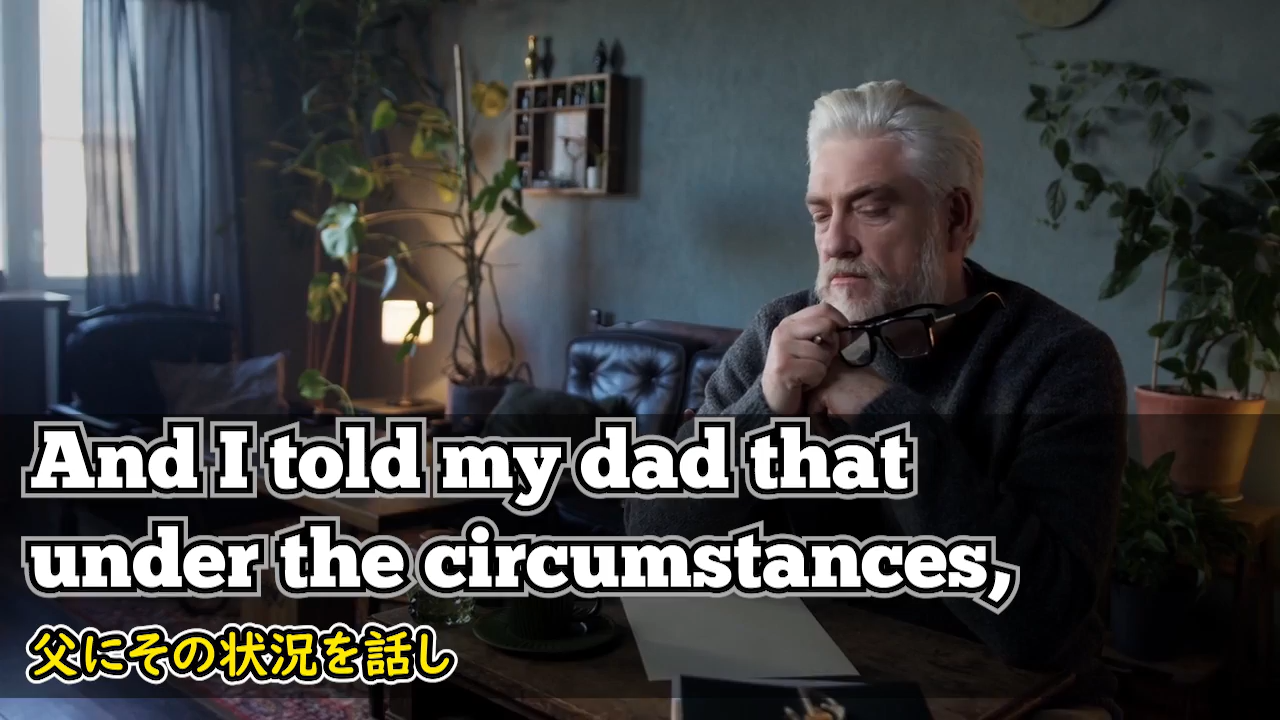 And I told my dad that
under the circumstances,
父にその状況を話し